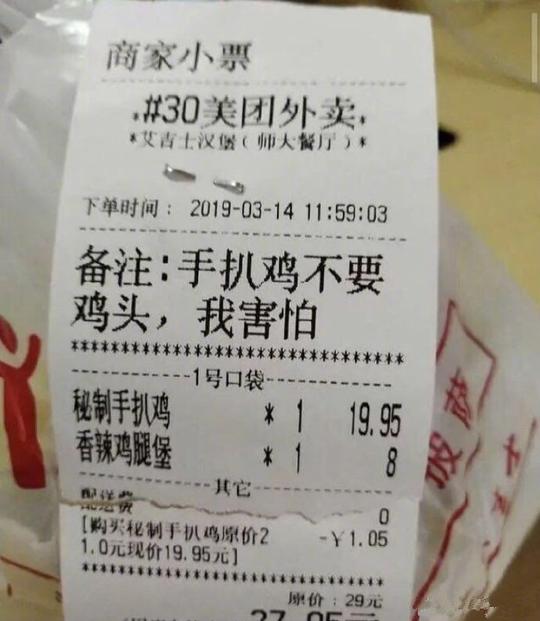 商家小票
*#30美团外卖*
*艾吉士汉堡（师大餐厅）*
下单时间： 2019-03-14 11:59:03
备注：手扒鸡不要
鸡头，我害怕
********************************
1号口袋
秘制手扒鸡 * 1 19.95
香辣鸡腿堡 * 1 8
其它
配送费 0
[购买秘制手扒鸡原价2 -￥1.05
1.0元现价19.95元]
********************************
原价：29元